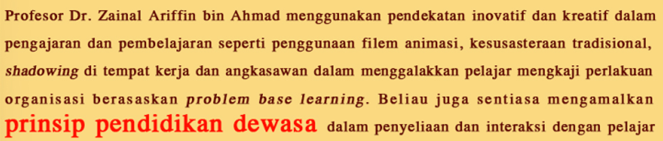 Profesor Dr. Zainal Ariffin bin Ahmad menggunakan pendekatan inovatif dan kreatif dalam
pengajaran dan pembelajaran seperti penggunaan filem animasi, kesusasteraan tradisional,
shadowing di tempat kerja dan angkasawan dalam menggalakkan pelajar mengkaji perlakuan
organisasi berasaskan problem base learning. Beliau juga sentiasa mengamalkan
prinsip pendidikan dewasa dalam penyeliaan dan interaksi dengan pelajar